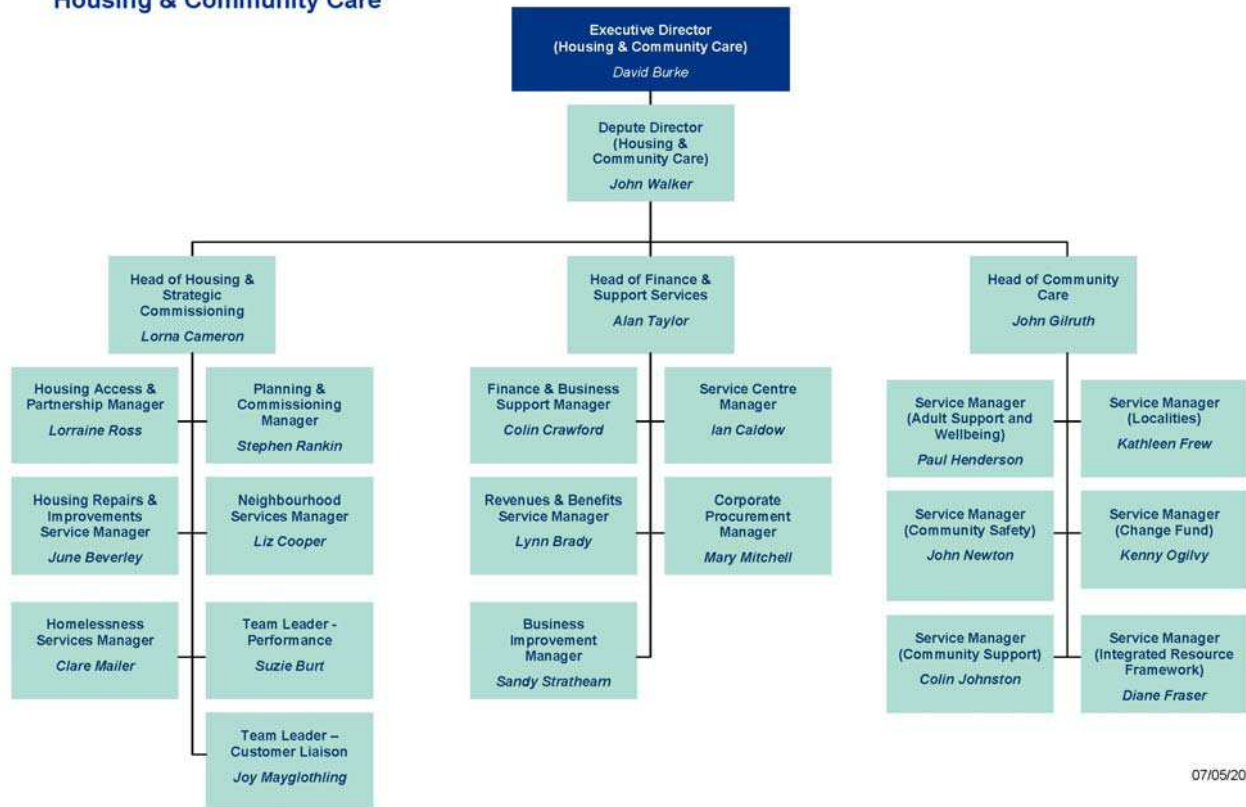 Housing & Community Care
Executive Director
(Housing & Community Care)
David Burke
Depute Director
(Housing &
Community Care)
John Walker
Head of Housing &
Strategic
Commissioning
Lorna Cameron
Head of Finance &
Support Services
Alan Taylor
Head of Community
Care
John Gilruth
Housing Access &
Partnership Manager
Lorraine Ross
Planning &
Commissioning
Manager
Stephen Rankin
Housing Repairs &
Improvements
Service Manager
June Beverley
Neighbourhood
Services Manager
Liz Cooper
Homelessness
Services Manager
Clare Mailer
Team Leader -
Performance
Suzie Burt
Team Leader –
Customer Liaison
Joy Mayglothling
Finance & Business
Support Manager
Colin Crawford
Service Centre
Manager
Ian Caldow
Revenues & Benefits
Service Manager
Lynn Brady
Corporate
Procurement
Manager
Mary Mitchell
Business
Improvement
Manager
Sandy Strathearn
Service Manager
(Adult Support and
Wellbeing)
Paul Henderson
Service Manager
(Localities)
Kathleen Frew
Service Manager
(Community Safety)
John Newton
Service Manager
(Change Fund)
Kenny Ogilvy
Service Manager
(Community Support)
Colin Johnston
Service Manager
(Integrated Resource
Framework)
Diane Fraser
07/05/20